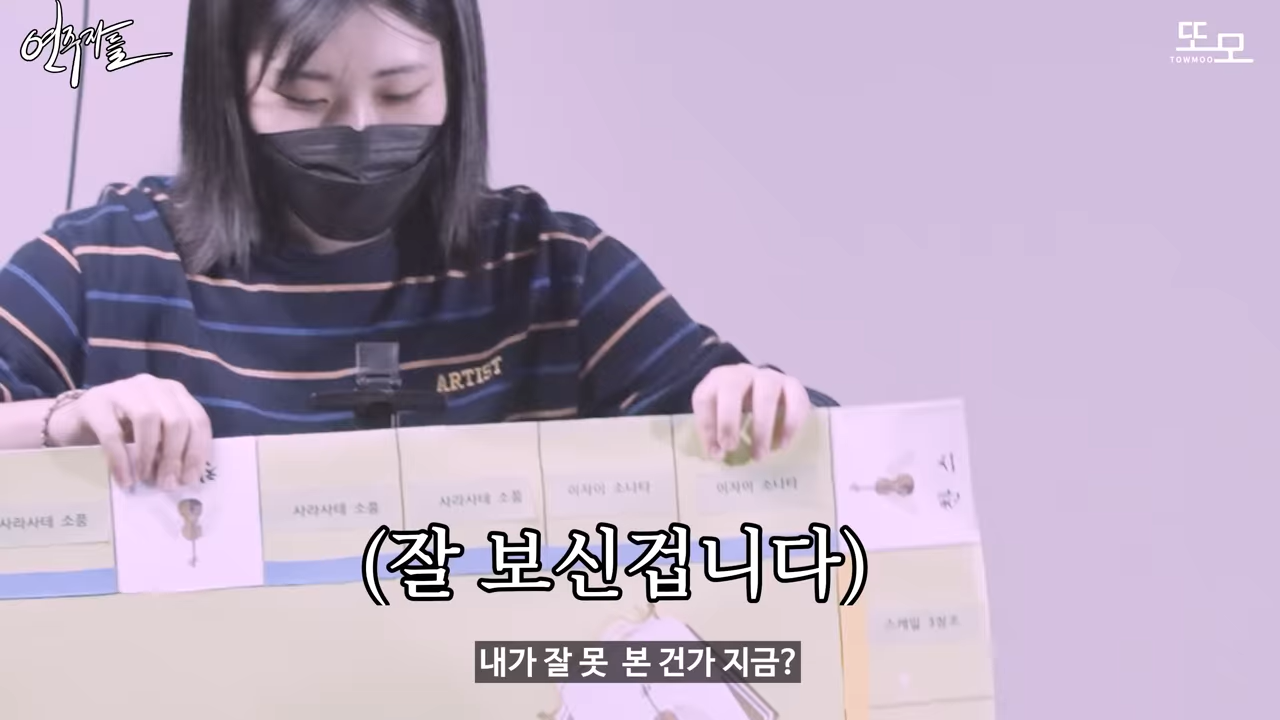 연주자들
또모
TOWMOO
ARTIST
사라사테 소품
사라사테 소품
사라사테 소품
이자이 소나타
이자이 소나타
찬스
스케일 3참조
(잘 보신겁니다)
내가 잘 못 본 건가 지금?